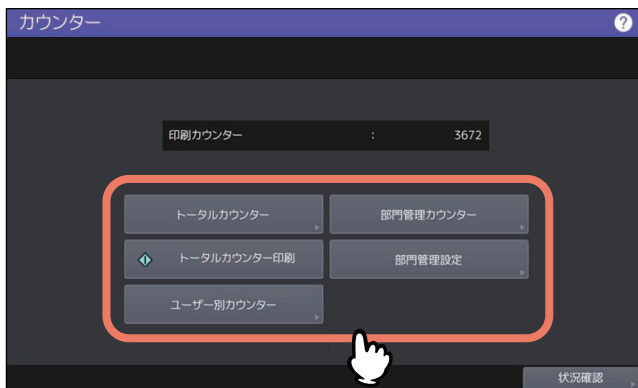 カウンター
?
印刷カウンター : 3672
トータルカウンター 部門管理カウンター
トータルカウンター印刷 部門管理設定
ユーザー別カウンター
状況確認